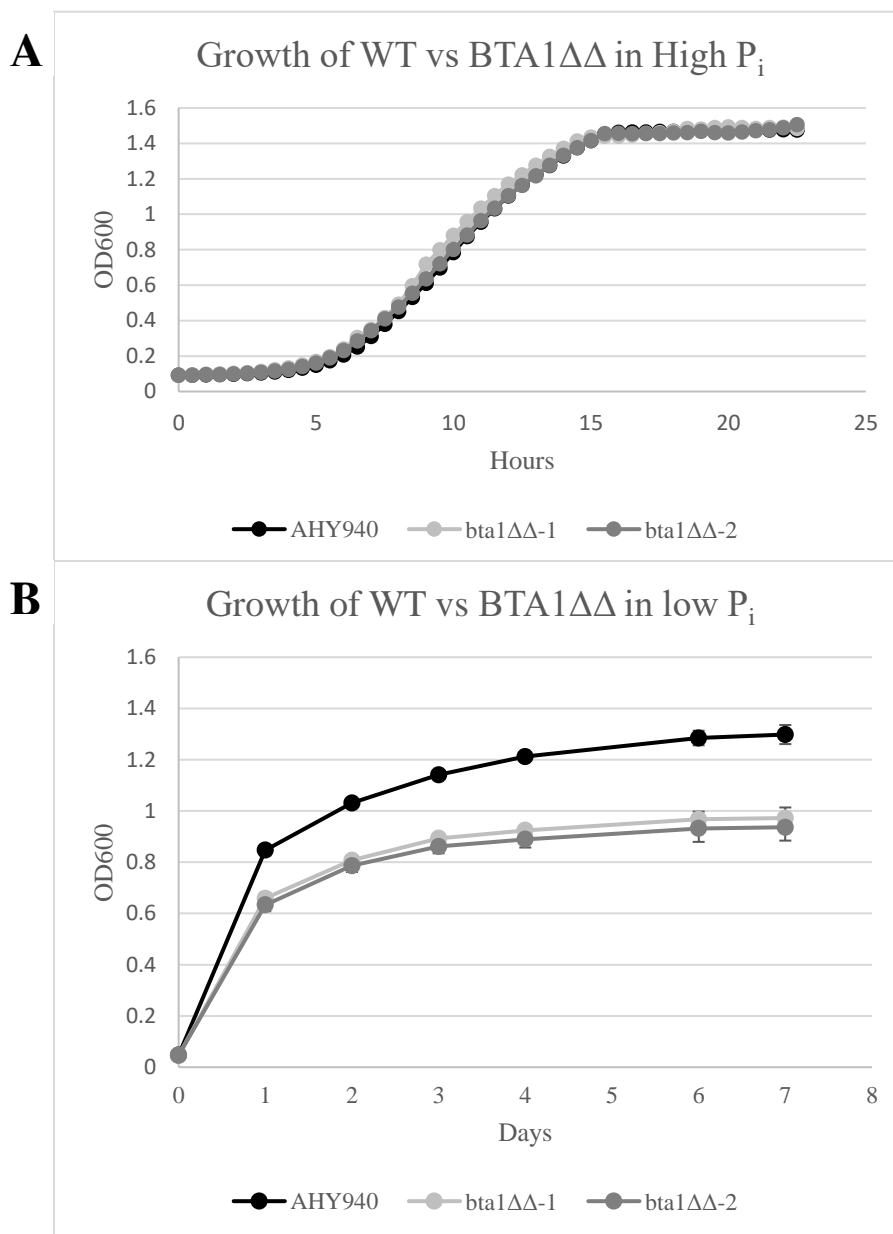 A
Growth of WT vs BTA1ΔΔ in High Pi
1.6
1.4
1.2
1
0.8
0.6
0.4
0.2
0
OD600
0 5 10 15 20 25
Hours
AHY940 bta1ΔΔ-1 bta1ΔΔ-2
B
Growth of WT vs BTA1ΔΔ in low Pi
1.6
1.4
1.2
1
0.8
0.6
0.4
0.2
0
OD600
0 1 2 3 4 5 6 7 8
Days
AHY940 bta1ΔΔ-1 bta1ΔΔ-2